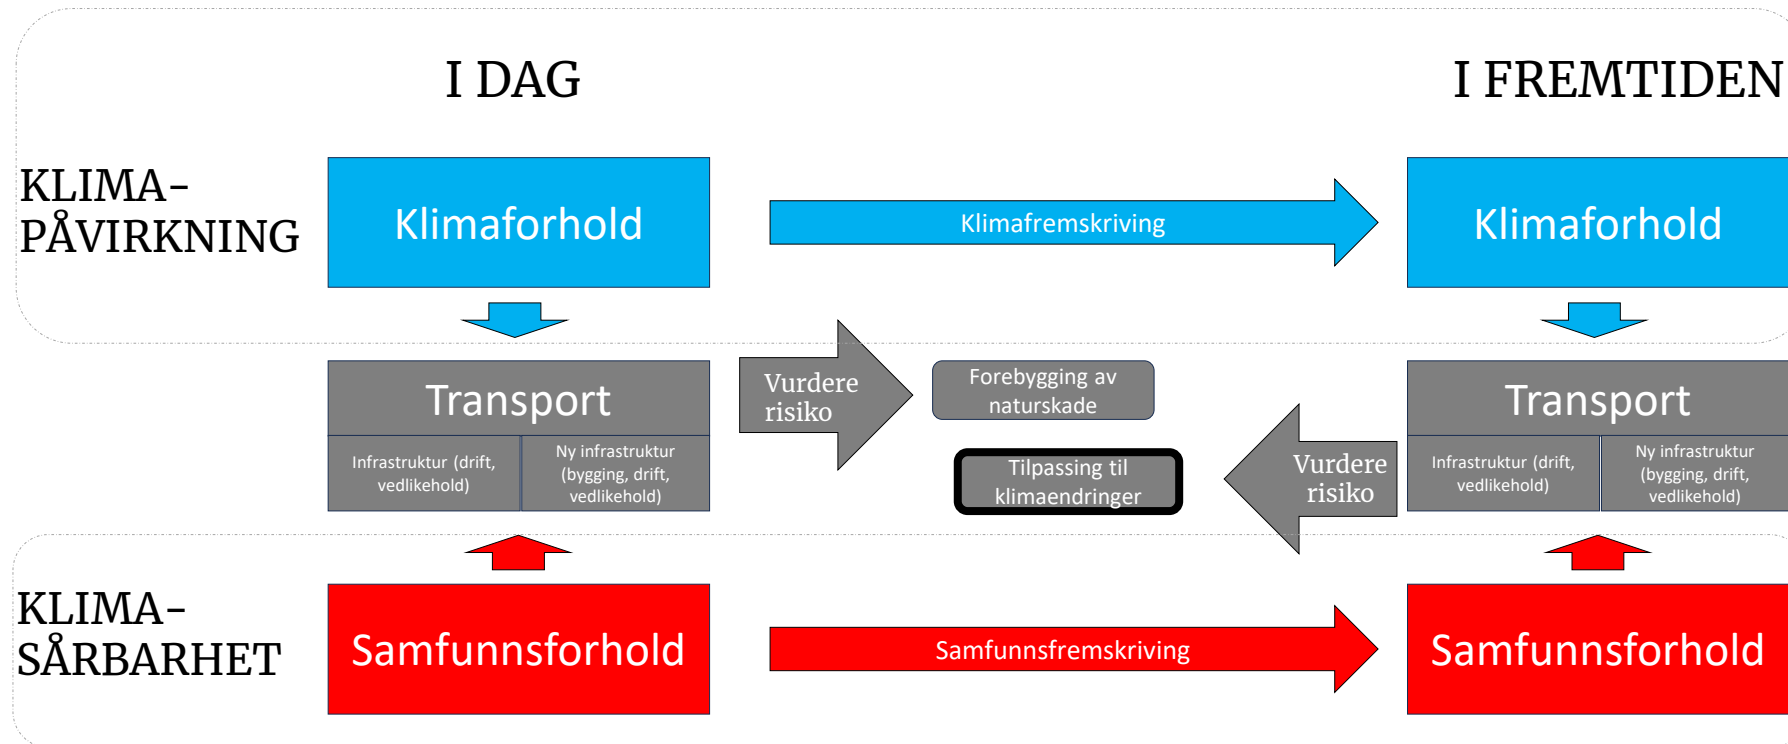 I DAG
I FREMTIDEN
KLIMA-
PÅVIRKNING
Klimaforhold
Klimafremskriving
Klimaforhold
Transport
Infrastruktur (drift,
vedlikehold)
Ny infrastruktur
(bygging, drift,
vedlikehold)
Vurdere
risiko
Forebygging av
naturskade
Tilpassing til
klimaendringer
Vurdere
risiko
Transport
Infrastruktur (drift,
vedlikehold)
Ny infrastruktur
(bygging, drift,
vedlikehold)
KLIMA-
SÅRBARHET
Samfunnsforhold
Samfunnsfremskriving
Samfunnsforhold